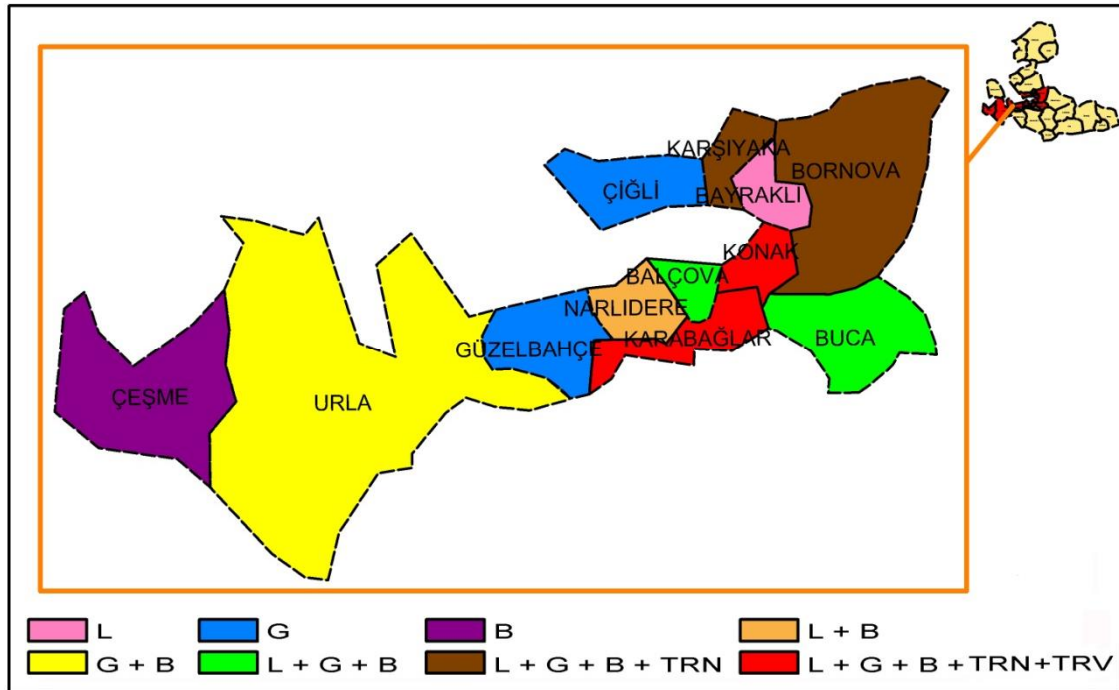 KARŞIYAKA
BORNOVA
ÇİĞLİ
BAYRAKLI
KONAK
BALÇOVA
NARLIDERE
KARABAĞLAR
BUCA
GÜZELBAHÇE
ÇEŞME
URLA
L
G
B
L + B
G + B
L + G + B
L + G + B + TRN
L + G + B + TRN+TRV